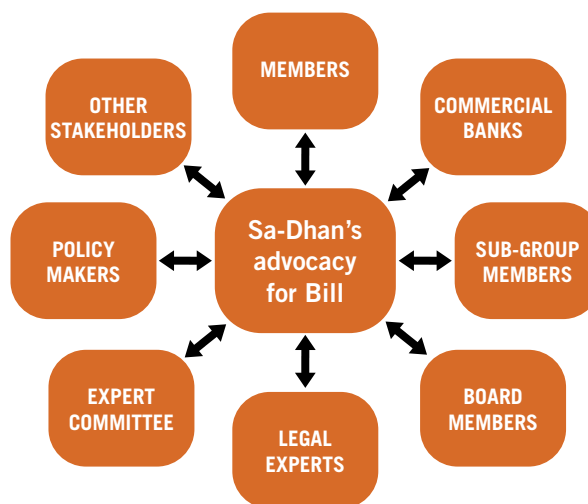 MEMBERS
OTHER
STAKEHOLDERS
COMMERCIAL
BANKS
POLICY
MAKERS
Sa-Dhan's
advocacy
for Bill
SUB-GROUP
MEMBERS
EXPERT
COMMITTEE
LEGAL
EXPERTS
BOARD
MEMBERS